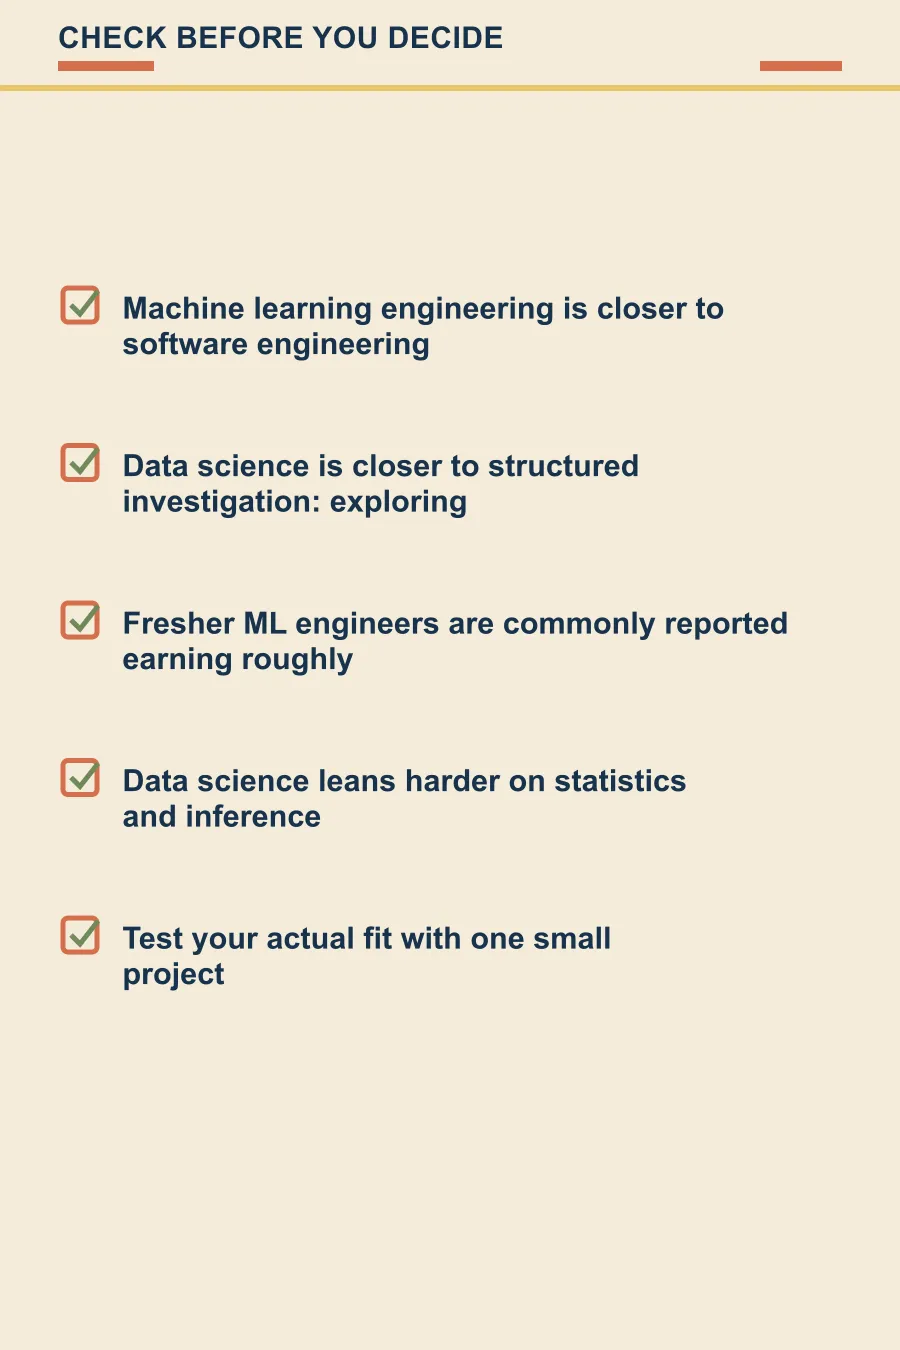 CHECK BEFORE YOU DECIDE
Machine learning engineering is closer to
software engineering
Data science is closer to structured
investigation: exploring
Fresher ML engineers are commonly reported
earning roughly
Data science leans harder on statistics
and inference
Test your actual fit with one small
project